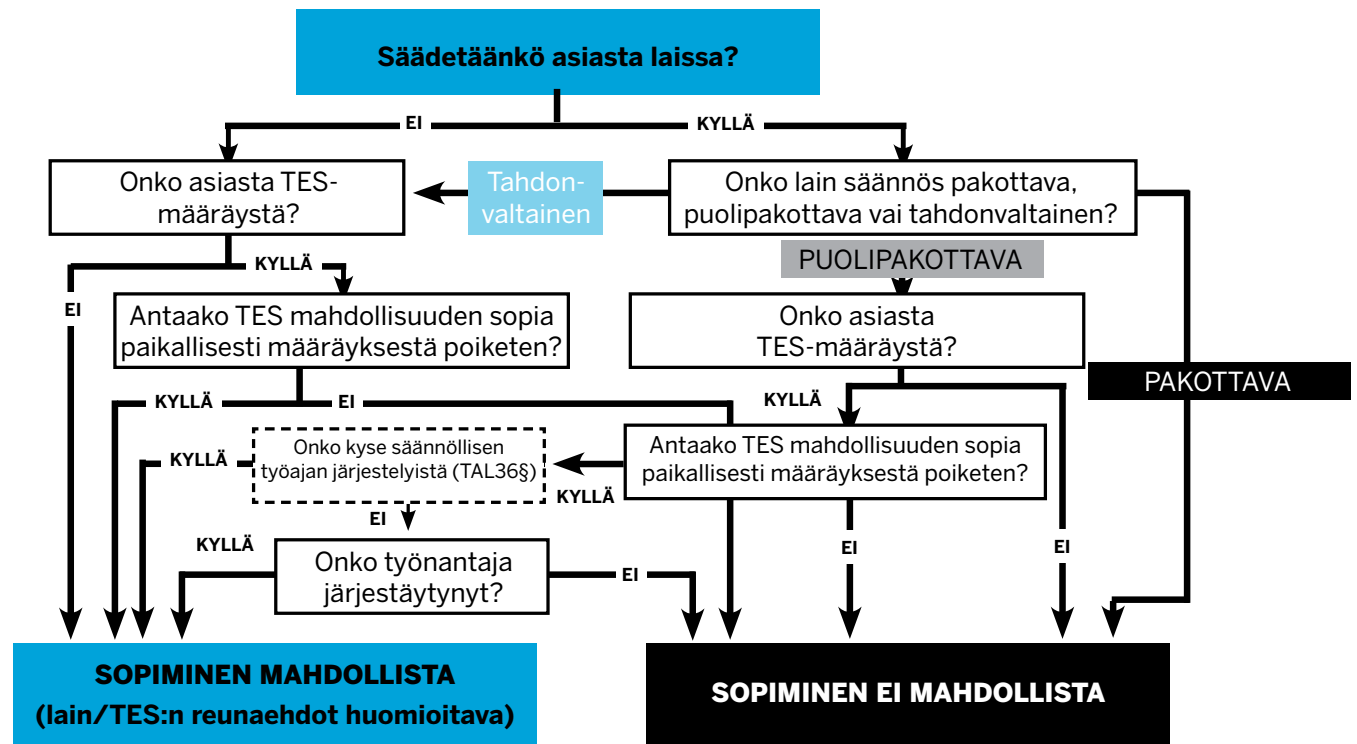 Säädetäänkö asiasta laissa?
EI
KYLLÄ
Onko asiasta TES-
määräystä?
Tahdon-
valtainen
Onko lain säännös pakottava,
puolipakottava vai tahdonvaltainen?
KYLLÄ
PUOLIPAKOTTAVA
EI
Antaako TES mahdollisuuden sopia
paikallisesti määräyksestä poiketen?
Onko asiasta
TES-määräystä?
PAKOTTAVA
KYLLÄ
EI
KYLLÄ
Onko kyse säännöllisen
työajan järjestelyistä (TAL36§)
Antaako TES mahdollisuuden sopia
paikallisesti määräyksestä poiketen?
KYLLÄ
KYLLÄ
EI
KYLLÄ
EI
EI
Onko työnantaja
järjestäytynyt?
EI
SOPIMINEN MAHDOLLISTA
(lain/TES:n reunaehdot huomioitava)
SOPIMINEN EI MAHDOLLISTA